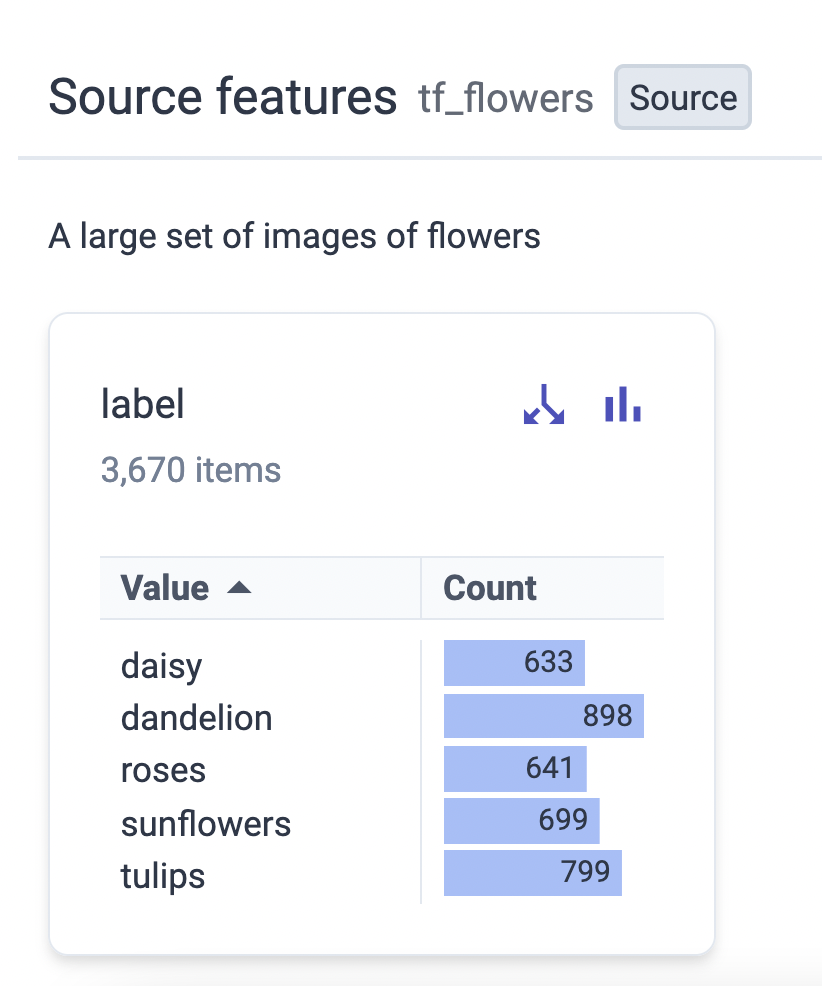 Source features tf_flowers Source
A large set of images of flowers
label
3,670 items
Value Count
daisy 633
dandelion 898
roses 641
sunflowers 699
tulips 799